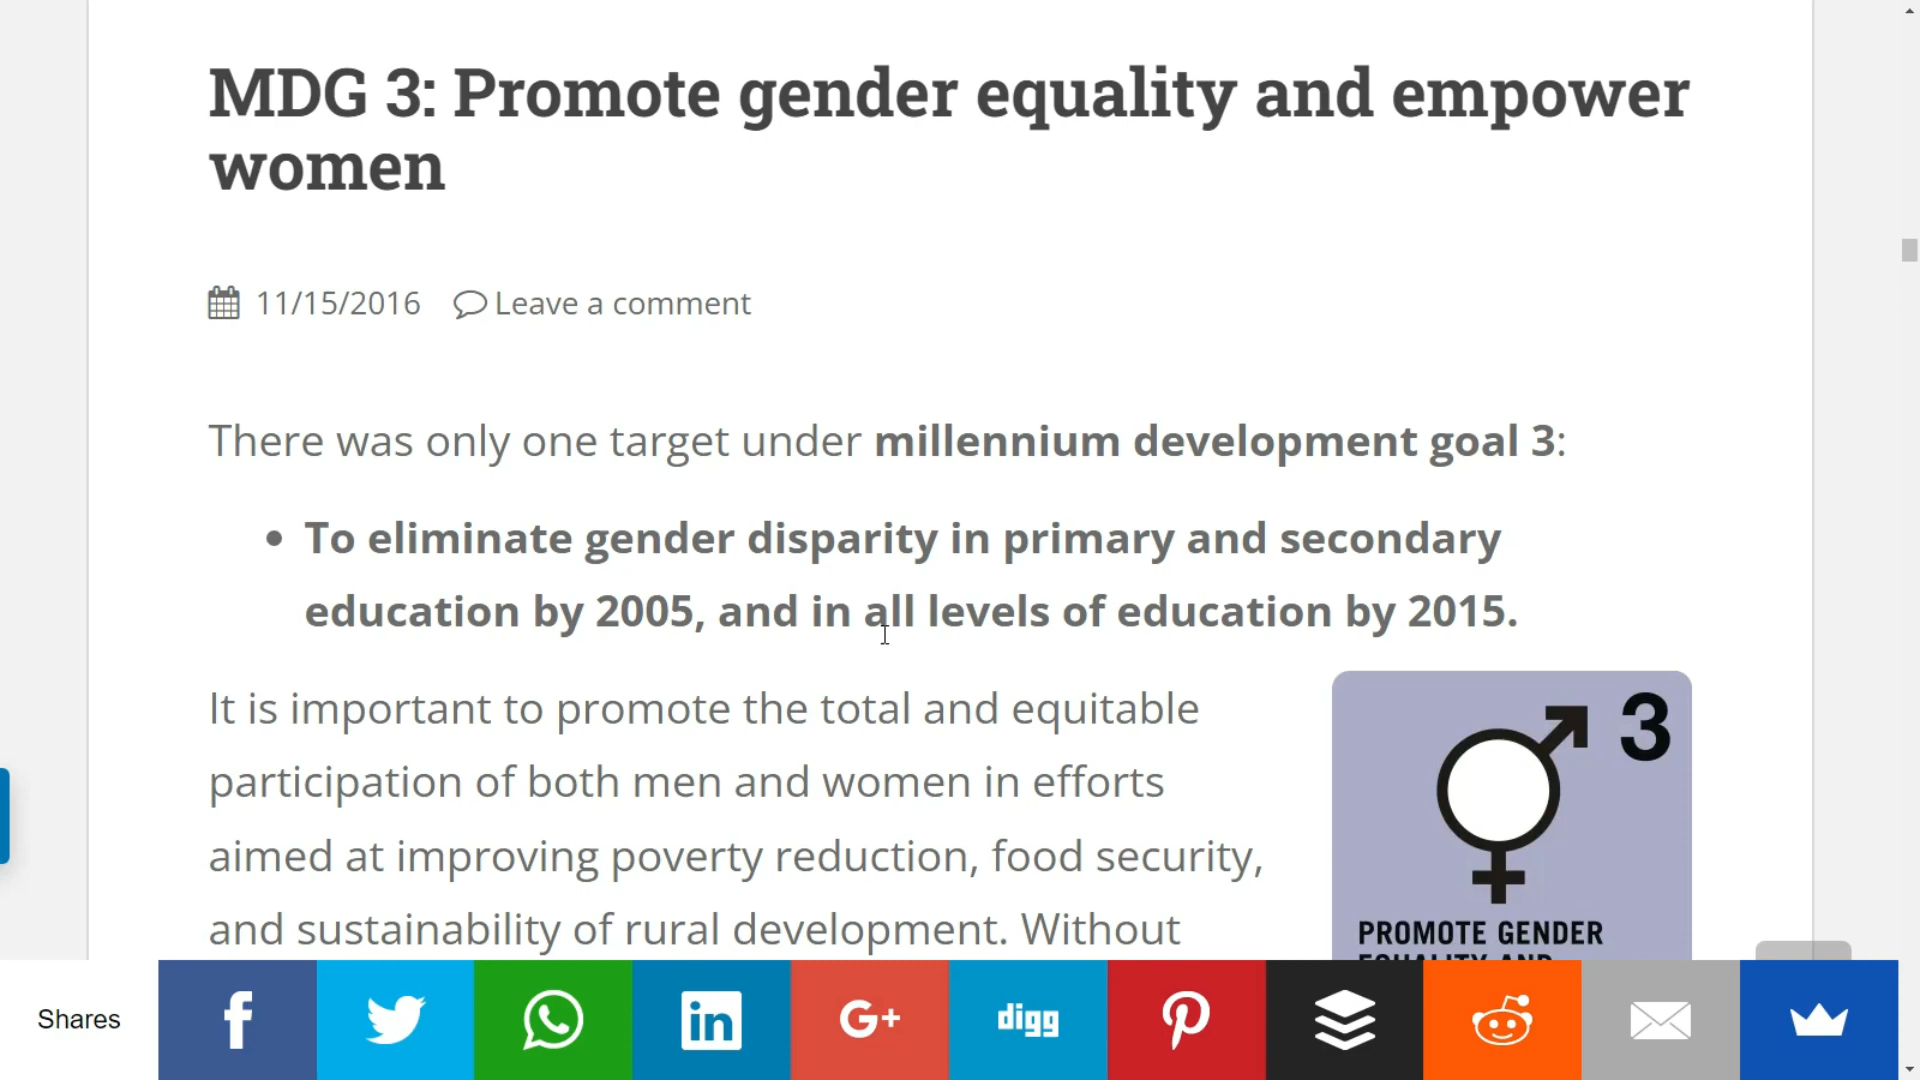 MDG 3: Promote gender equality and empower
women
11/15/2016 Leave a comment
There was only one target under millennium development goal 3:
• To eliminate gender disparity in primary and secondary
education by 2005, and in all levels of education by 2015.
It is important to promote the total and equitable
participation of both men and women in efforts
aimed at improving poverty reduction, food security,
and sustainability of rural development. Without
3
PROMOTE GENDER
EQUALITY AND
Shares
f
in
G+
digg